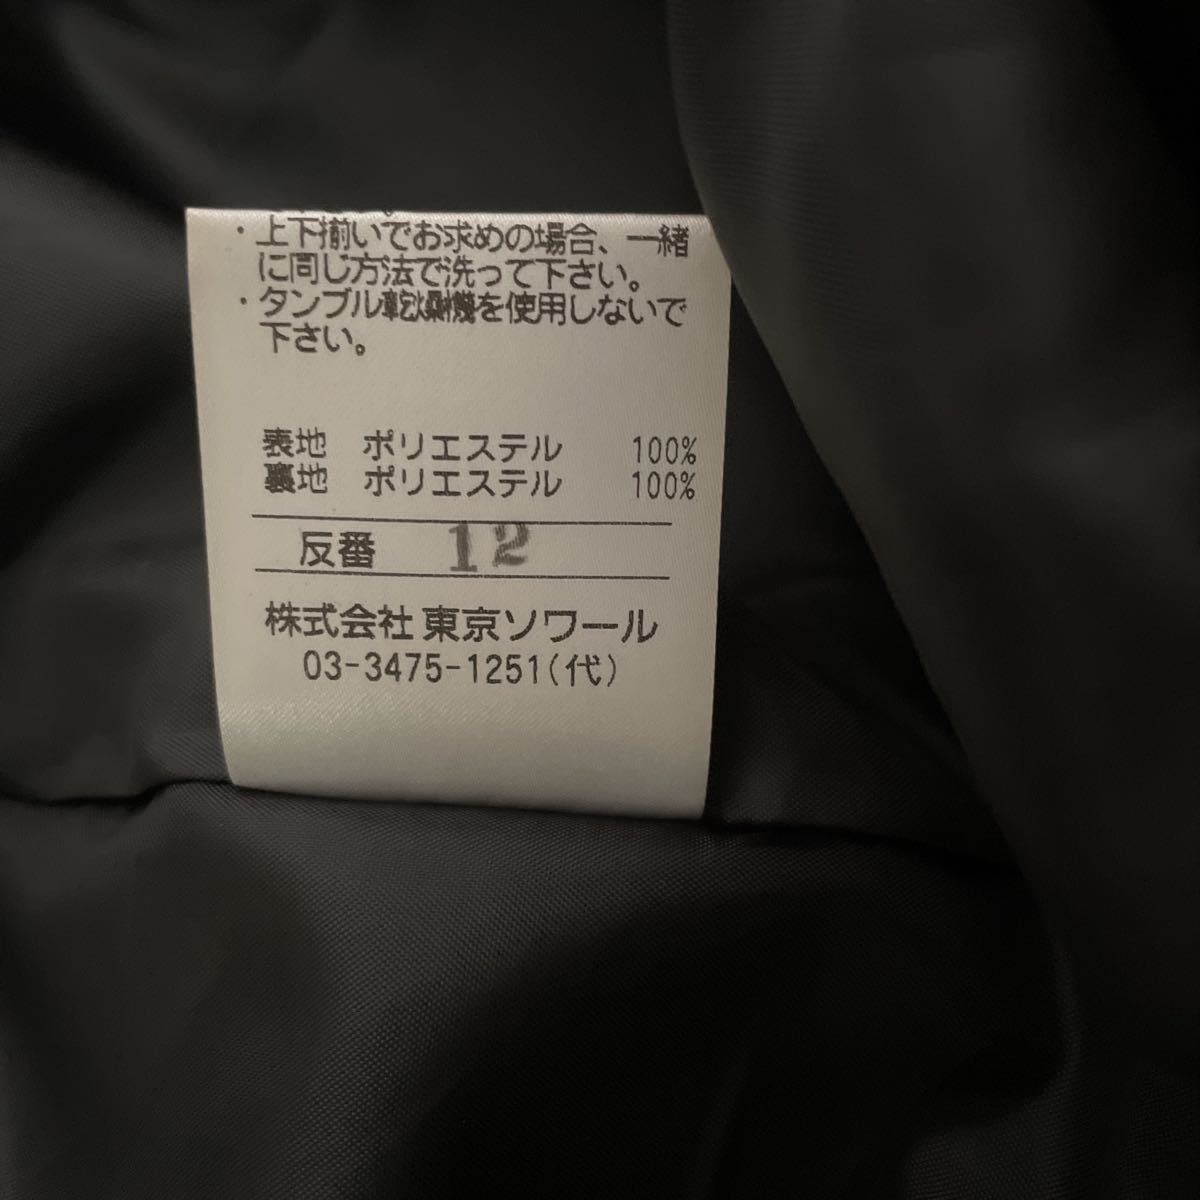 ・上下揃いでお求めの場合、一緒
に同じ方法で洗って下さい。
・タンブル乾燥機を使用しないで
下さい。
表地 ポリエステル 100%
裏地 ポリエステル 100%
反番 12
株式会社 東京ソワール
03-3475-1251(代)